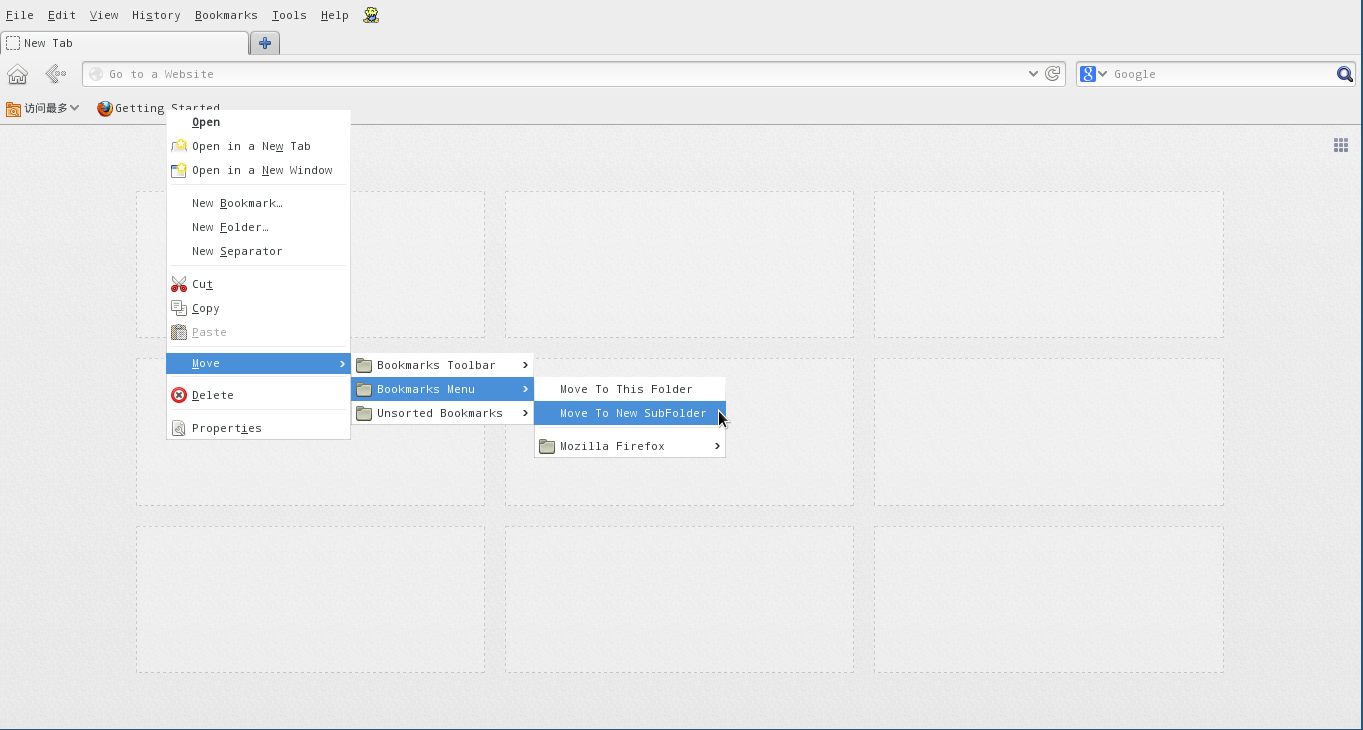 File Edit View History Bookmarks Tools Help
New Tab
Go to a Website
Google
访问最多 Getting Started
Open
Open in a New Tab
Open in a New Window
New Bookmark…
New Folder…
New Separator
Cut
Copy
Paste
Move
Delete
Properties
Bookmarks Toolbar
Bookmarks Menu
Unsorted Bookmarks
Move To This Folder
Move To New SubFolder
Mozilla Firefox